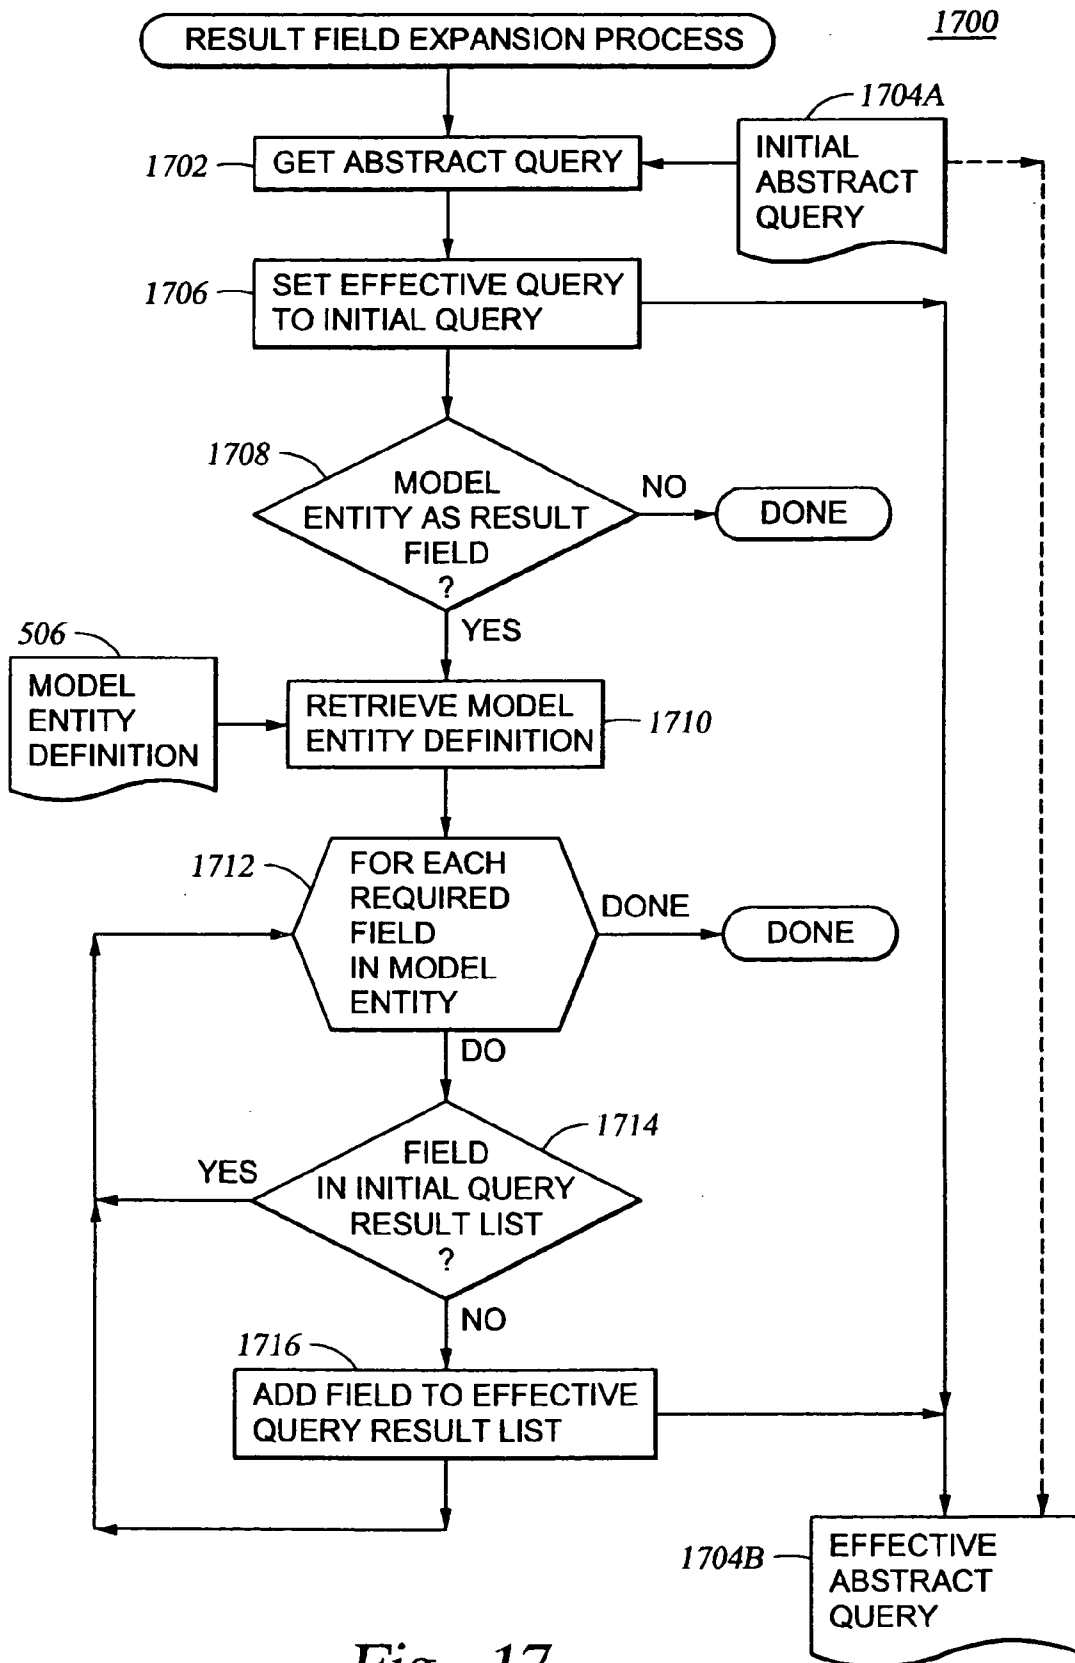 RESULT FIELD EXPANSION PROCESS
1700
1704A
1702
GET ABSTRACT QUERY
INITIAL
ABSTRACT
QUERY
1706
SET EFFECTIVE QUERY
TO INITIAL QUERY
1708
MODEL
ENTITY AS RESULT
FIELD
?
NO
DONE
YES
506
MODEL
ENTITY
DEFINITION
RETRIEVE MODEL
ENTITY DEFINITION
1710
1712
FOR EACH
REQUIRED
FIELD
IN MODEL
ENTITY
DONE
DONE
DO
1714
FIELD
IN INITIAL QUERY
RESULT LIST
?
YES
NO
1716
ADD FIELD TO EFFECTIVE
QUERY RESULT LIST
1704B
EFFECTIVE
ABSTRACT
QUERY
Fig. 17